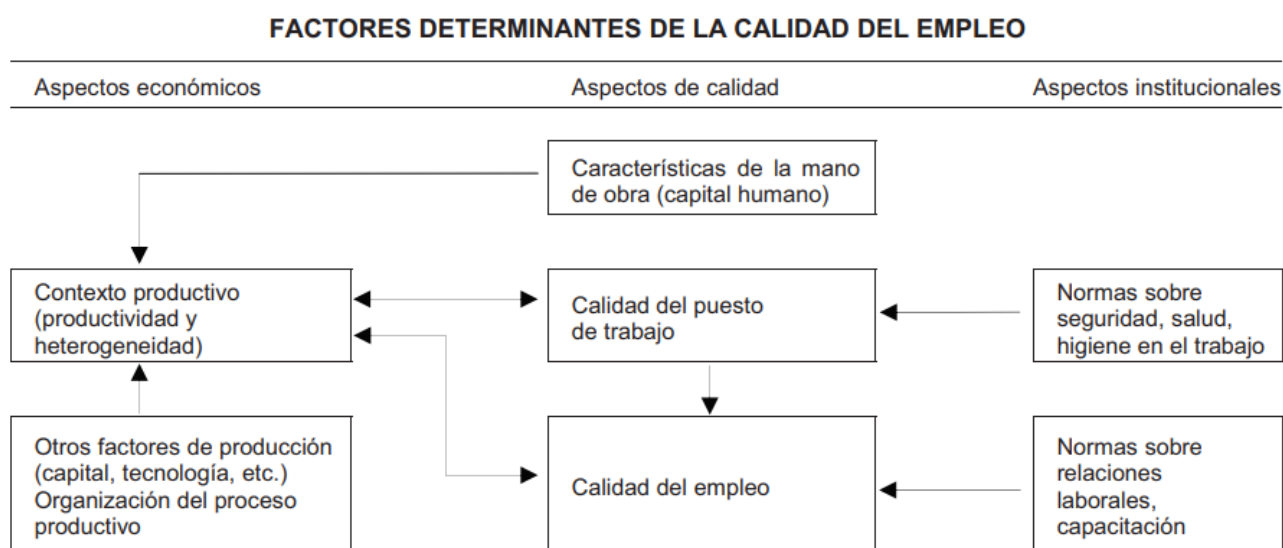 FACTORES DETERMINANTES DE LA CALIDAD DEL EMPLEO
Aspectos económicos
Aspectos de calidad
Aspectos institucionales
Características de la mano
de obra (capital humano)
Contexto productivo
(productividad y
heterogeneidad)
Calidad del puesto
de trabajo
Normas sobre
seguridad, salud,
higiene en el trabajo
Otros factores de producción
(capital, tecnología, etc.)
Organización del proceso
productivo
Calidad del empleo
Normas sobre
relaciones
laborales,
capacitación